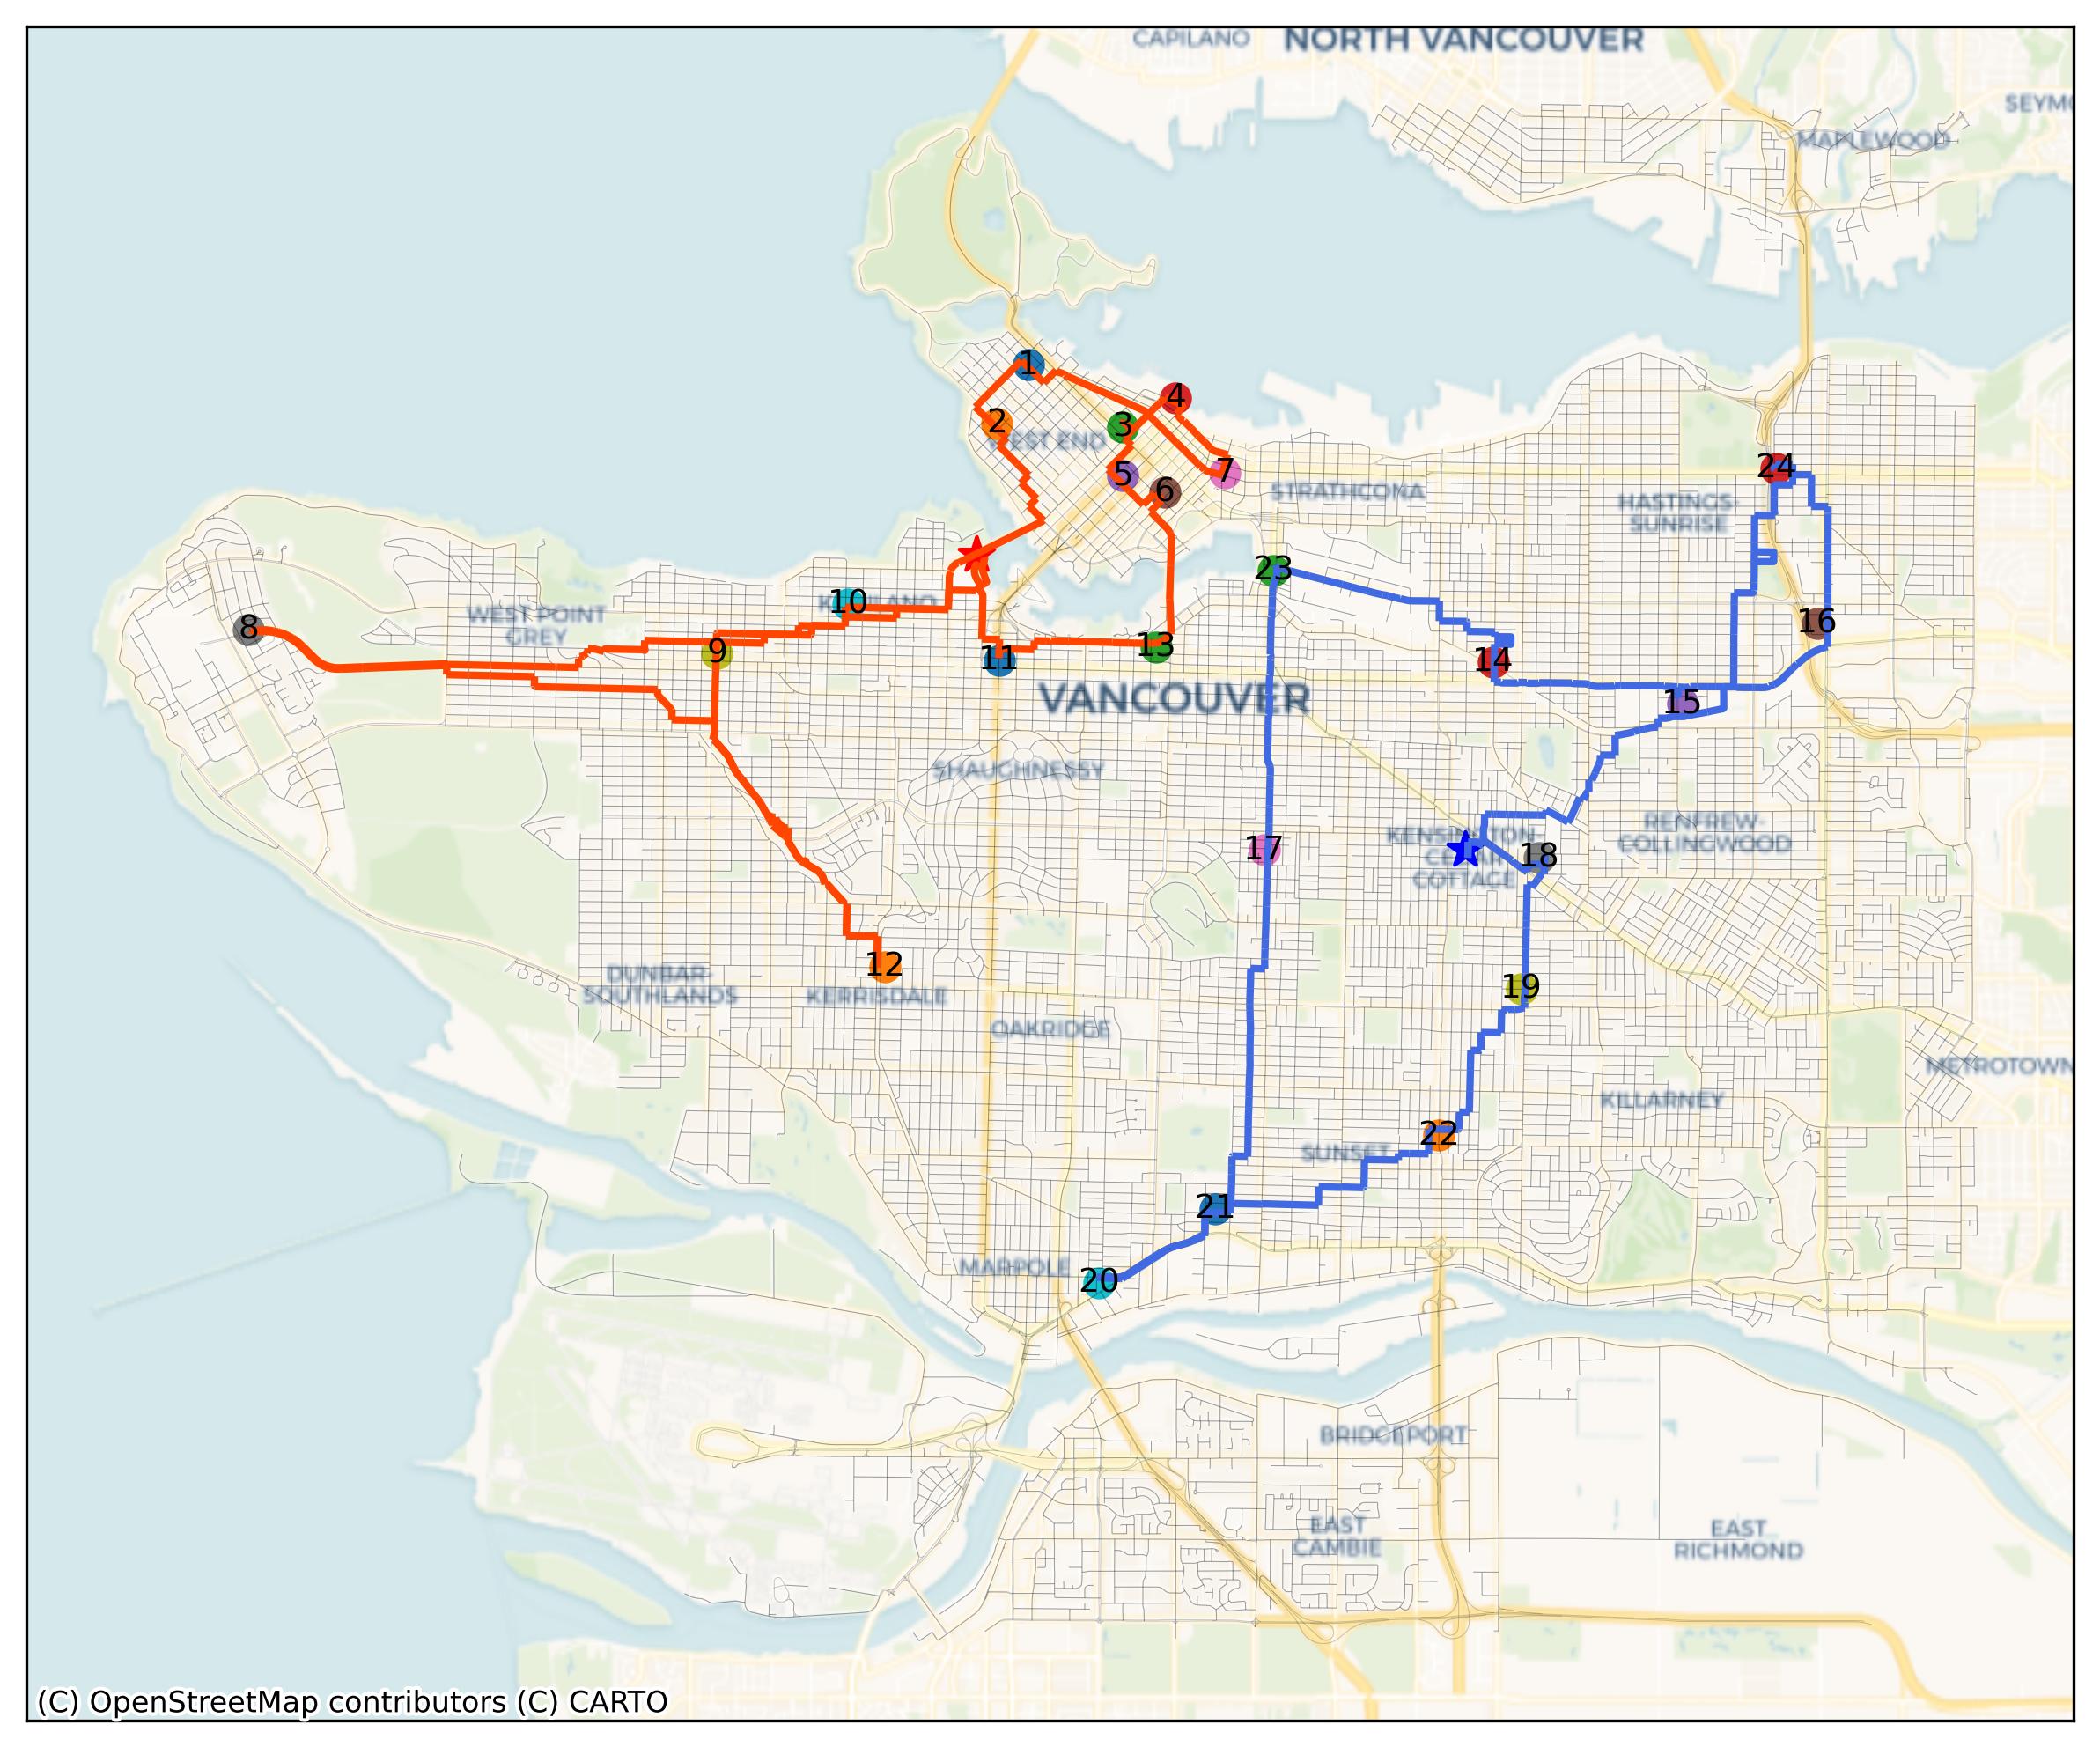 CAPILANO
NORTH VANCOUVER
MAPLEWOOD
1
4
2
3
WEST END
5
7
6
STRATHCONA
24
HASTINGS-
SUNRISE
23
10
8
WEST POINT
GREY
16
9
13
11
14
VANCOUVER
15
SHAUGHNESSY
KENSINGTON-
CEDAR
COTTAGE
RENFREW-
COLLINGWOOD
17
18
12
DUNBAR-
SOUTHLANDS
KERRISDALE
19
OAKRIDGE
METROTOWN
KILLARNEY
22
SUNSET
21
MARPOLE
20
BRIDGEPORT
EAST
CAMBIE
EAST
RICHMOND
(C) OpenStreetMap contributors (C) CARTO